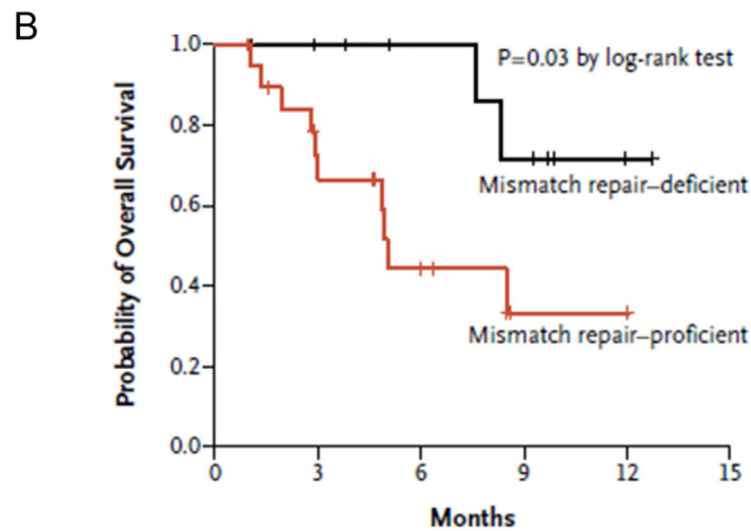 B
1.0
P=0.03 by log-rank test
0.8
Mismatch repair–deficient
0.6
0.4
Mismatch repair–proficient
0.2
0.0
0 3 6 9 12 15
Months
Probability of Overall Survival